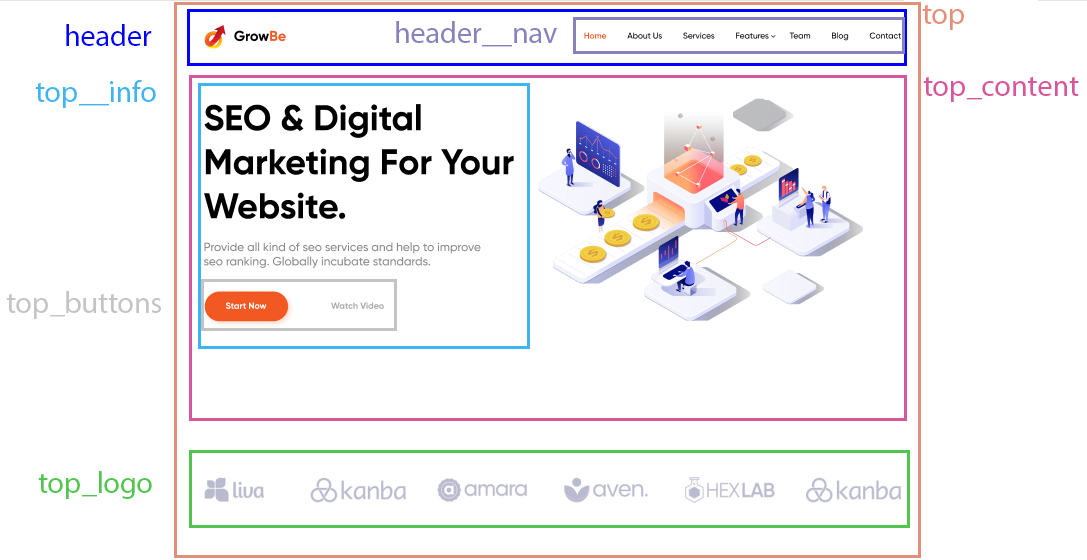 top
header
GrowBe
header__nav
Home About Us Services Features Team Blog Contact
top__info
top_content
SEO & Digital
Marketing For Your
Website.
Provide all kind of seo services and help to improve
seo ranking. Globally incubate standards.
top_buttons
Start Now Watch Video
top_logo
liva kanba amara aven. HEXLAB kanba